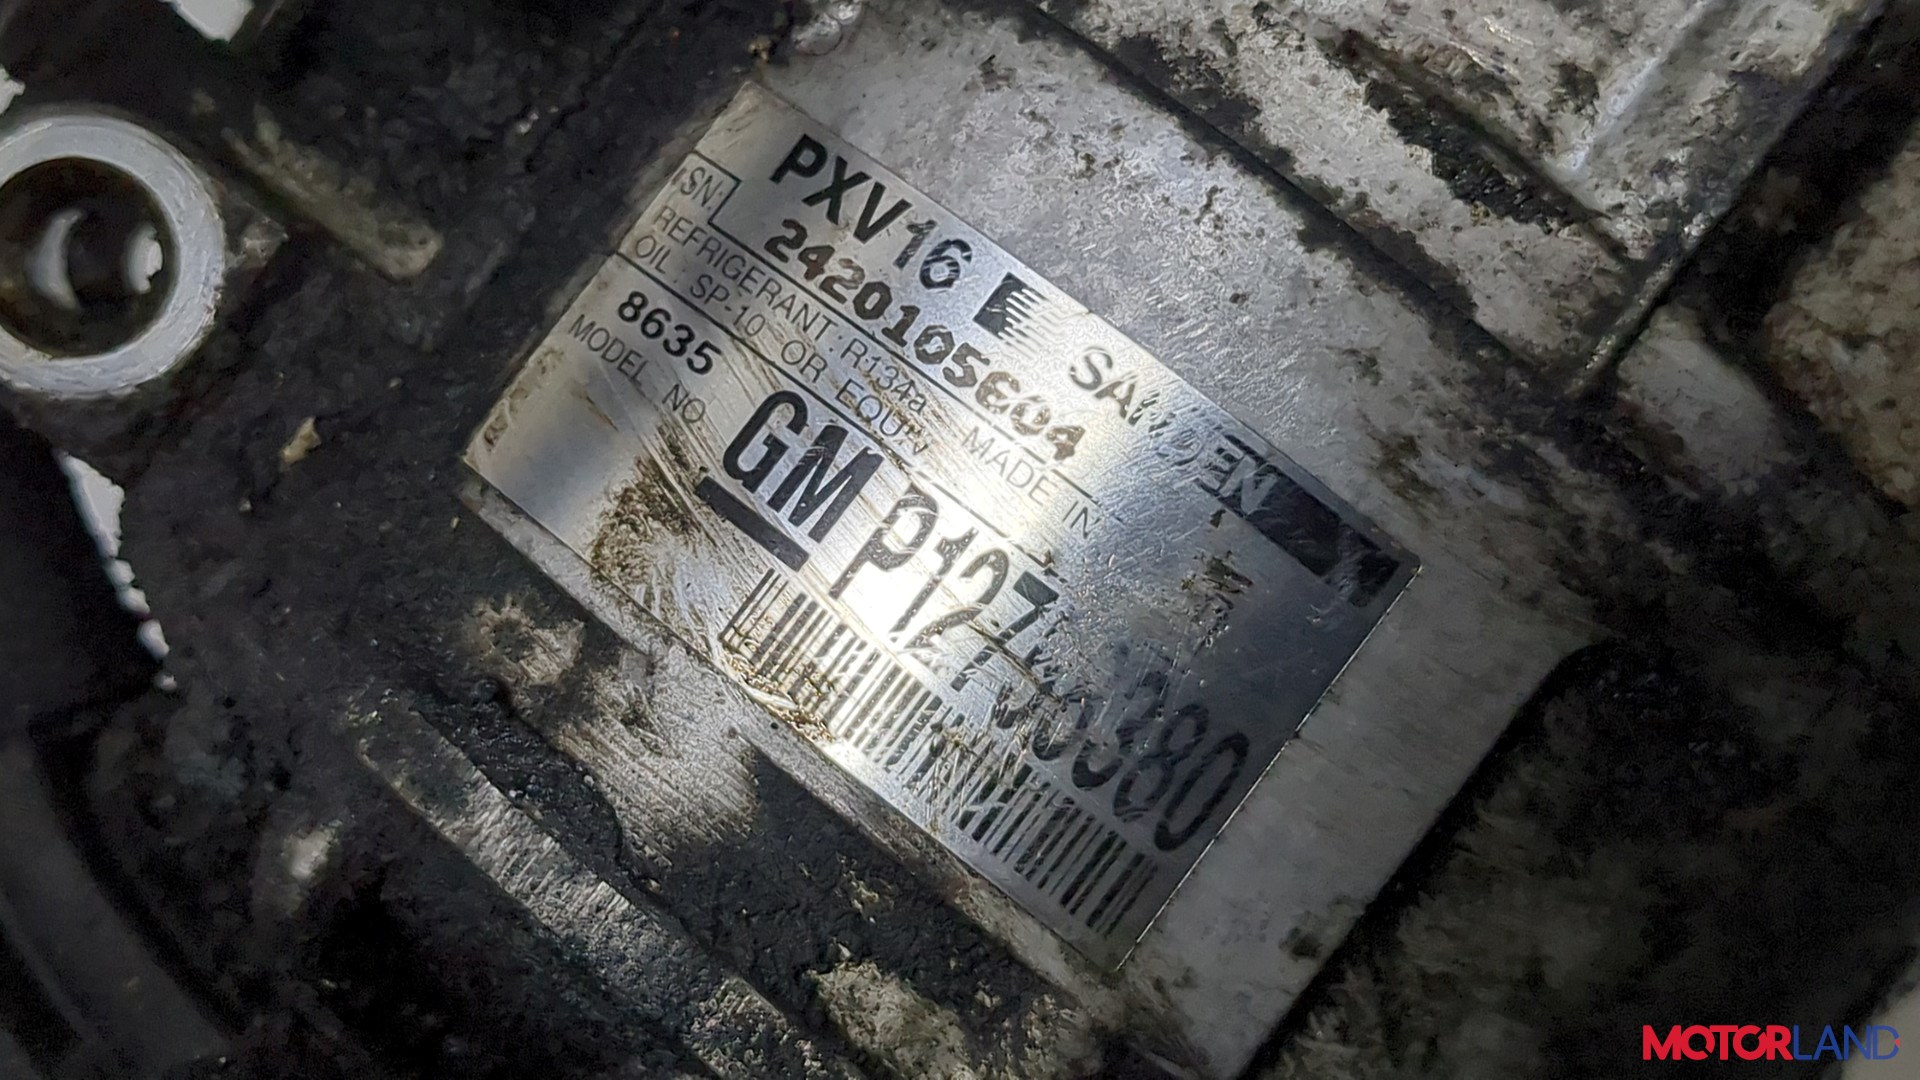 PXV16 SANDEN
SN 2420105604
REFRIGERANT : R134a MADE IN
OIL : SP-10 OR EQUIV
8635
MODEL NO
GM
MOTORLAND